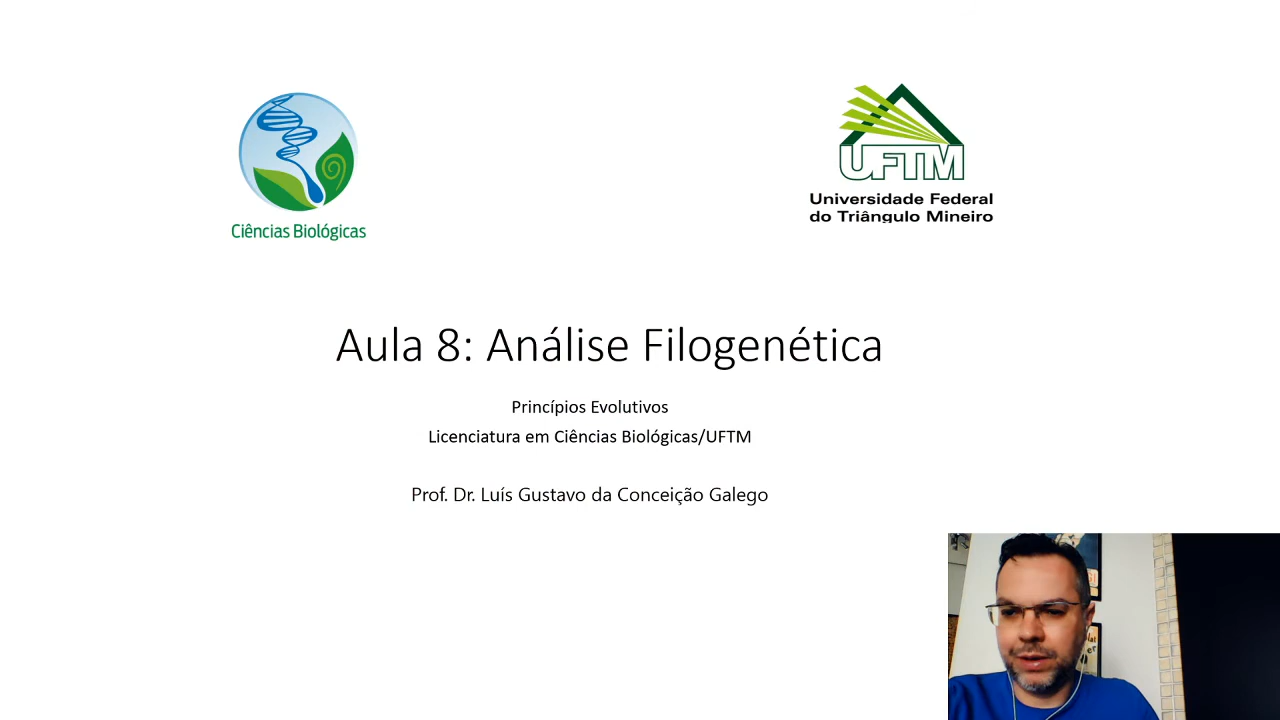 Ciências Biológicas
UFTM
Universidade Federal
do Triângulo Mineiro
Aula 8: Análise Filogenética
Princípios Evolutivos
Licenciatura em Ciências Biológicas/UFTM
Prof. Dr. Luís Gustavo da Conceição Galego